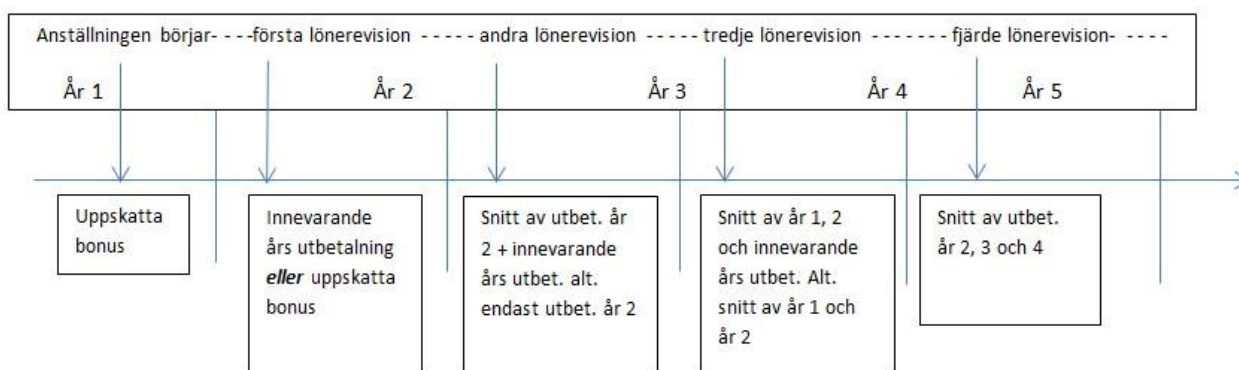 Anställningen börjar- - - -första lönerevision - - - - - andra lönerevision - - - - - tredje lönerevision - - - - - - - fjärde lönerevision- - - - -
År 1 År 2 År 3 År 4 År 5
Uppskatta
bonus
Innevarande
års utbetalning
eller uppskatta
bonus
Snitt av utbet. år
2 + innevarande
års utbet. alt.
endast utbet. år 2
Snitt av år 1, 2
och innevarande
års utbet. Alt.
snitt av år 1 och
år 2
Snitt av utbet.
år 2, 3 och 4